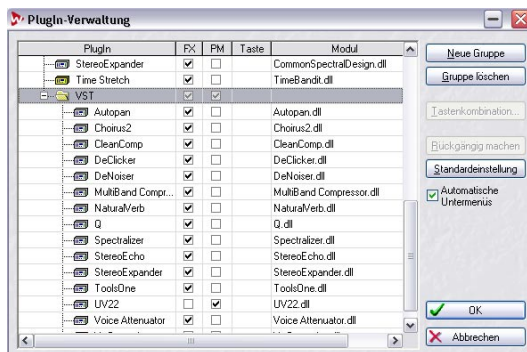 PlugIn-Verwaltung
PlugIn FX PM Taste Modul
StereoExpander CommonSpectralDesign.dll
Time Stretch TimeBandit.dll
VST
Autopan Autopan.dll
Choirus2 Choirus2.dll
CleanComp CleanComp.dll
DeClicker DeClicker.dll
DeNoiser DeNoiser.dll
MultiBand Compr... MultiBand Compressor.dll
NaturalVerb NaturalVerb.dll
Q Q.dll
Spectralizer Spectralizer.dll
StereoEcho StereoEcho.dll
StereoExpander StereoExpander.dll
ToolsOne ToolsOne.dll
UV22 UV22.dll
Voice Attenuator Voice Attenuator.dll
Neue Gruppe
Gruppe löschen
Tastenkombination...
Rückgängig machen
Standardeinstellung
Automatische
Untermenüs
OK
Abbrechen